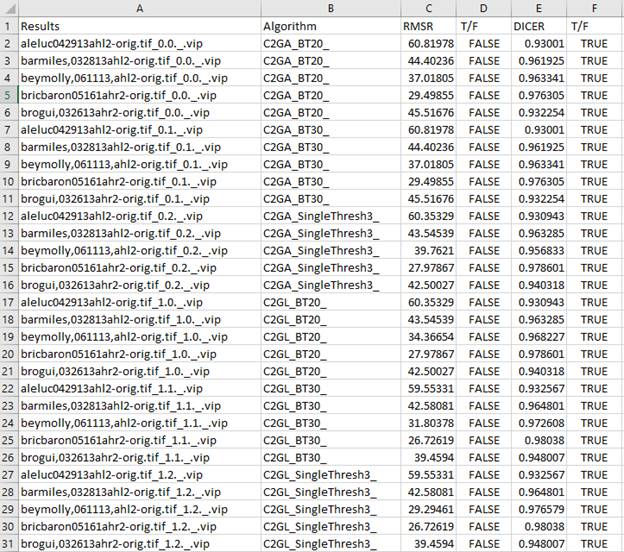 A B C D E F
1 Results Algorithm RMSR T/F DICER T/F
2 aleluc042913ahl2-orig.tif_0.0._.vip C2GA_BT20_ 60.81978 FALSE 0.93001 TRUE
3 barmiles,032813ahl2-orig.tif_0.0._.vip C2GA_BT20_ 44.40236 FALSE 0.961925 TRUE
4 beymolly,061113,ahl2-orig.tif_0.0._.vip C2GA_BT20_ 37.01805 FALSE 0.963341 TRUE
5 bricbaron05161ahr2-orig.tif_0.0._.vip C2GA_BT20_ 29.49855 FALSE 0.976305 TRUE
6 brogui,032613ahr2-orig.tif_0.0._.vip C2GA_BT20_ 45.51676 FALSE 0.932254 TRUE
7 aleluc042913ahl2-orig.tif_0.1._.vip C2GA_BT30_ 60.81978 FALSE 0.93001 TRUE
8 barmiles,032813ahl2-orig.tif_0.1._.vip C2GA_BT30_ 44.40236 FALSE 0.961925 TRUE
9 beymolly,061113,ahl2-orig.tif_0.1._.vip C2GA_BT30_ 37.01805 FALSE 0.963341 TRUE
10 bricbaron05161ahr2-orig.tif_0.1._.vip C2GA_BT30_ 29.49855 FALSE 0.976305 TRUE
11 brogui,032613ahr2-orig.tif_0.1._.vip C2GA_BT30_ 45.51676 FALSE 0.932254 TRUE
12 aleluc042913ahl2-orig.tif_0.2._.vip C2GA_SingleThresh3_ 60.35329 FALSE 0.930943 TRUE
13 barmiles,032813ahl2-orig.tif_0.2._.vip C2GA_SingleThresh3_ 43.54539 FALSE 0.963285 TRUE
14 beymolly,061113,ahl2-orig.tif_0.2._.vip C2GA_SingleThresh3_ 39.7621 FALSE 0.956833 TRUE
15 bricbaron05161ahr2-orig.tif_0.2._.vip C2GA_SingleThresh3_ 27.97867 FALSE 0.978601 TRUE
16 brogui,032613ahr2-orig.tif_0.2._.vip C2GA_SingleThresh3_ 42.50027 FALSE 0.940318 TRUE
17 aleluc042913ahl2-orig.tif_1.0._.vip C2GL_BT20_ 60.35329 FALSE 0.930943 TRUE
18 barmiles,032813ahl2-orig.tif_1.0._.vip C2GL_BT20_ 43.54539 FALSE 0.963285 TRUE
19 beymolly,061113,ahl2-orig.tif_1.0._.vip C2GL_BT20_ 34.36654 FALSE 0.968227 TRUE
20 bricbaron05161ahr2-orig.tif_1.0._.vip C2GL_BT20_ 27.97867 FALSE 0.978601 TRUE
21 brogui,032613ahr2-orig.tif_1.0._.vip C2GL_BT20_ 42.50027 FALSE 0.940318 TRUE
22 aleluc042913ahl2-orig.tif_1.1._.vip C2GL_BT30_ 59.55331 FALSE 0.932567 TRUE
23 barmiles,032813ahl2-orig.tif_1.1._.vip C2GL_BT30_ 42.58081 FALSE 0.964801 TRUE
24 beymolly,061113,ahl2-orig.tif_1.1._.vip C2GL_BT30_ 31.80378 FALSE 0.972608 TRUE
25 bricbaron05161ahr2-orig.tif_1.1._.vip C2GL_BT30_ 26.72619 FALSE 0.98038 TRUE
26 brogui,032613ahr2-orig.tif_1.1._.vip C2GL_BT30_ 39.4594 FALSE 0.948007 TRUE
27 aleluc042913ahl2-orig.tif_1.2._.vip C2GL_SingleThresh3_ 59.55331 FALSE 0.932567 TRUE
28 barmiles,032813ahl2-orig.tif_1.2._.vip C2GL_SingleThresh3_ 42.58081 FALSE 0.964801 TRUE
29 beymolly,061113,ahl2-orig.tif_1.2._.vip C2GL_SingleThresh3_ 29.29461 FALSE 0.976579 TRUE
30 bricbaron05161ahr2-orig.tif_1.2._.vip C2GL_SingleThresh3_ 26.72619 FALSE 0.98038 TRUE
31 brogui,032613ahr2-orig.tif_1.2._.vip C2GL_SingleThresh3_ 39.4594 FALSE 0.948007 TRUE